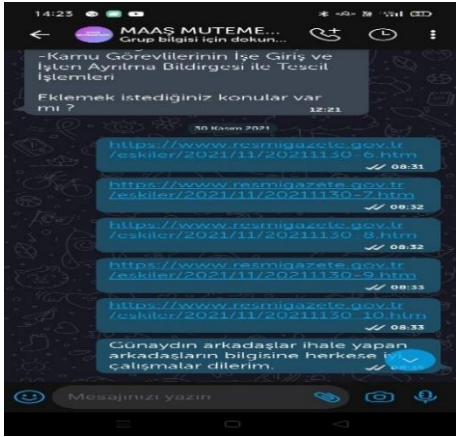 14:23
MAAŞ MUTEME...
Grup bilgisi için dokun...
-Kamu Görevlilerinin İşe Giriş ve
İşten Ayrılma Bildirgesi ile Tescil
İşlemleri
Eklemek istediğiniz konular var
mı ?
12:21
30 Kasım 2021
https://www.resmigazete.gov.tr
/eskiler/2021/11/20211130-6.htm
08:31
https://www.resmigazete.gov.tr
/eskiler/2021/11/20211130-7.htm
08:32
https://www.resmigazete.gov.tr
/eskiler/2021/11/20211130-8.htm
08:32
https://www.resmigazete.gov.tr
/eskiler/2021/11/20211130-9.htm
08:33
https://www.resmigazete.gov.tr
/eskiler/2021/11/20211130-10.htm
08:33
Günaydın arkadaşlar ihale yapan
arkadaşların bilgisine herkese iyi
çalışmalar dilerim.
Mesajınızı yazın